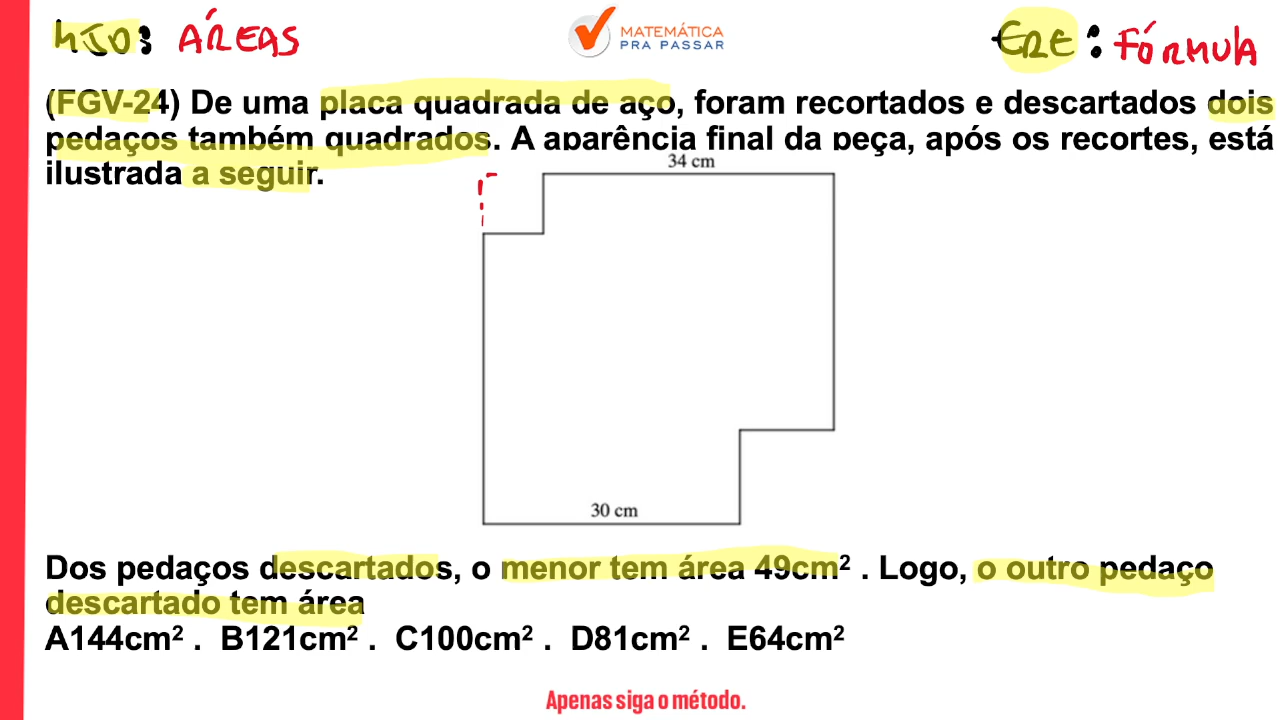 MJO: ÁREAS
MATEMÁTICA
PRA PASSAR
ERE: FÓRMULA
(FGV-24) De uma placa quadrada de aço, foram recortados e descartados dois
pedaços também quadrados. A aparência final da peça, após os recortes, está
ilustrada a seguir.
34 cm
30 cm
Dos pedaços descartados, o menor tem área 49cm² . Logo, o outro pedaço
descartado tem área
A144cm² . B121cm² . C100cm² . D81cm² . E64cm²
Apenas siga o método.